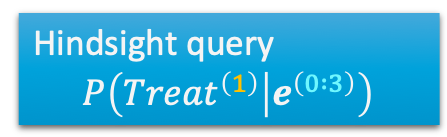 Hindsight query
P(Treat⁽¹⁾|e⁽⁰:³⁾)